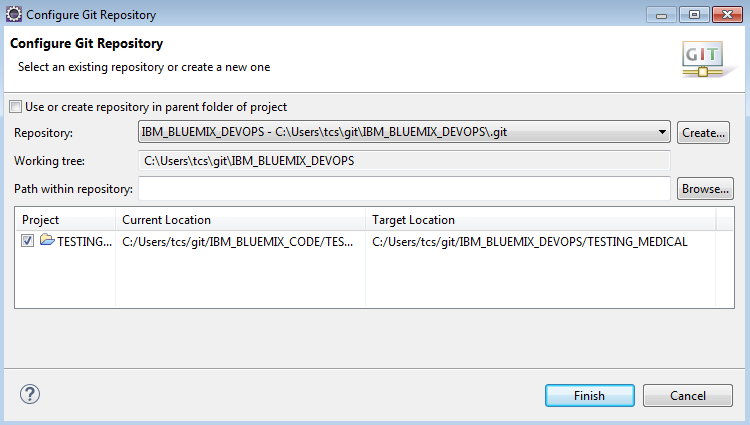 Configure Git Repository
Configure Git Repository
Select an existing repository or create a new one
GIT
Use or create repository in parent folder of project
Repository: IBM_BLUEMIX_DEVOPS - C:\Users\tcs\git\IBM_BLUEMIX_DEVOPS\.git Create...
Working tree: C:\Users\tcs\git\IBM_BLUEMIX_DEVOPS
Path within repository: Browse...
Project Current Location Target Location
TESTING... C:/Users/tcs/git/IBM_BLUEMIX_CODE/TES... C:/Users/tcs/git/IBM_BLUEMIX_DEVOPS/TESTING_MEDICAL
? Finish Cancel